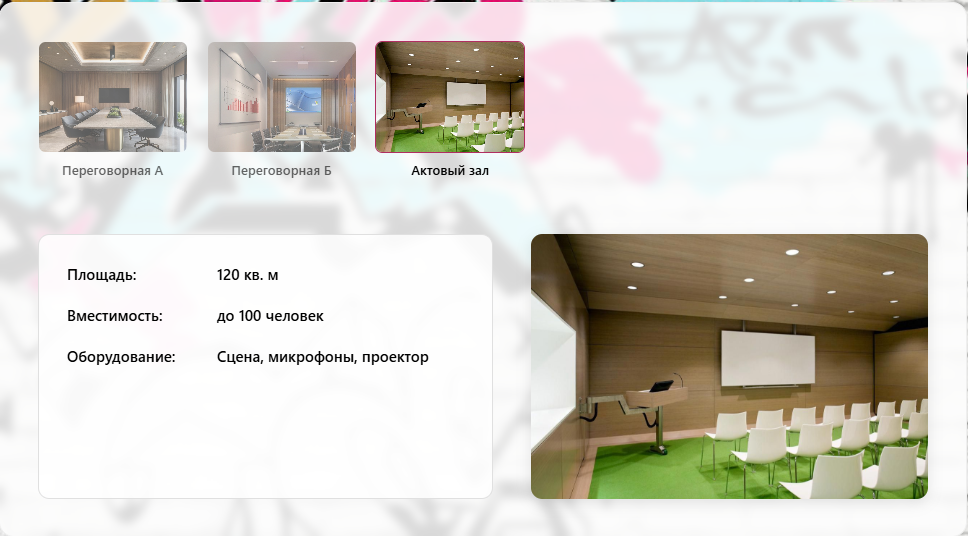 Переговорная А
Переговорная Б
Актовый зал
Площадь: 120 кв. м
Вместимость: до 100 человек
Оборудование: Сцена, микрофоны, проектор